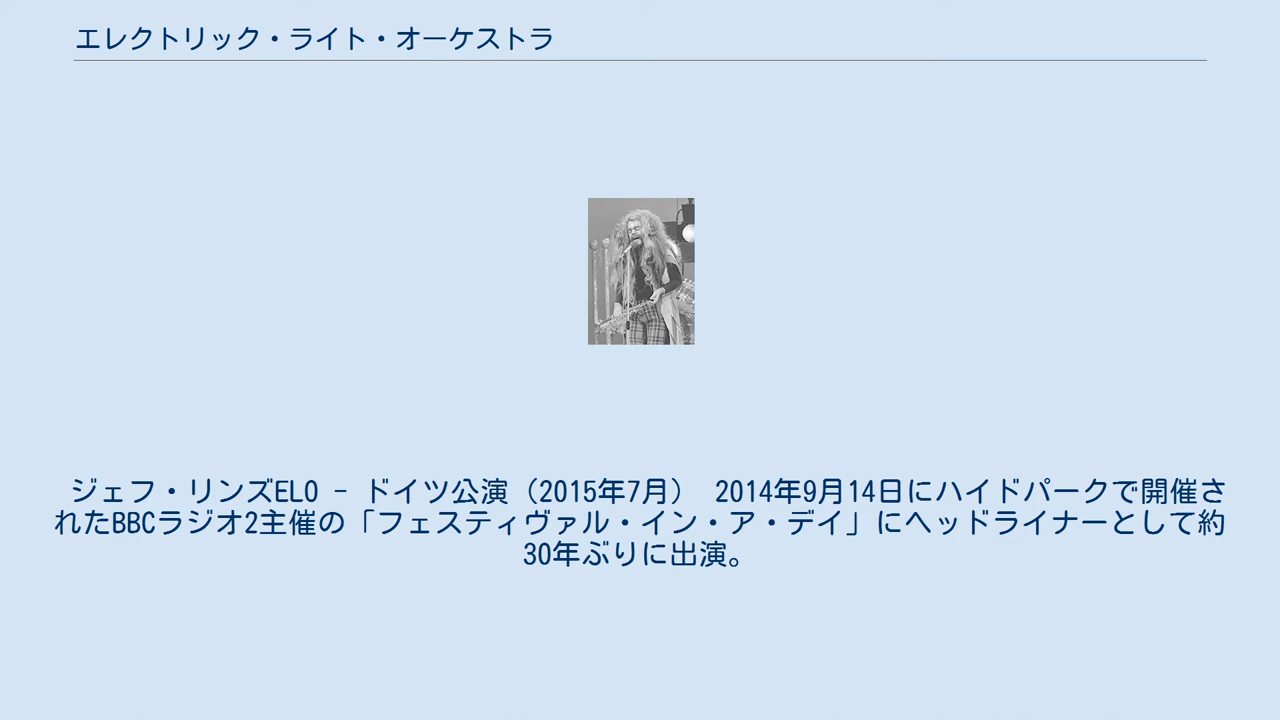 エレクトリック・ライト・オーケストラ
ジェフ・リンズELO - ドイツ公演（2015年7月） 2014年9月14日にハイドパークで開催さ
れたBBCラジオ2主催の「フェスティヴァル・イン・ア・デイ」にヘッドライナーとして約
30年ぶりに出演。